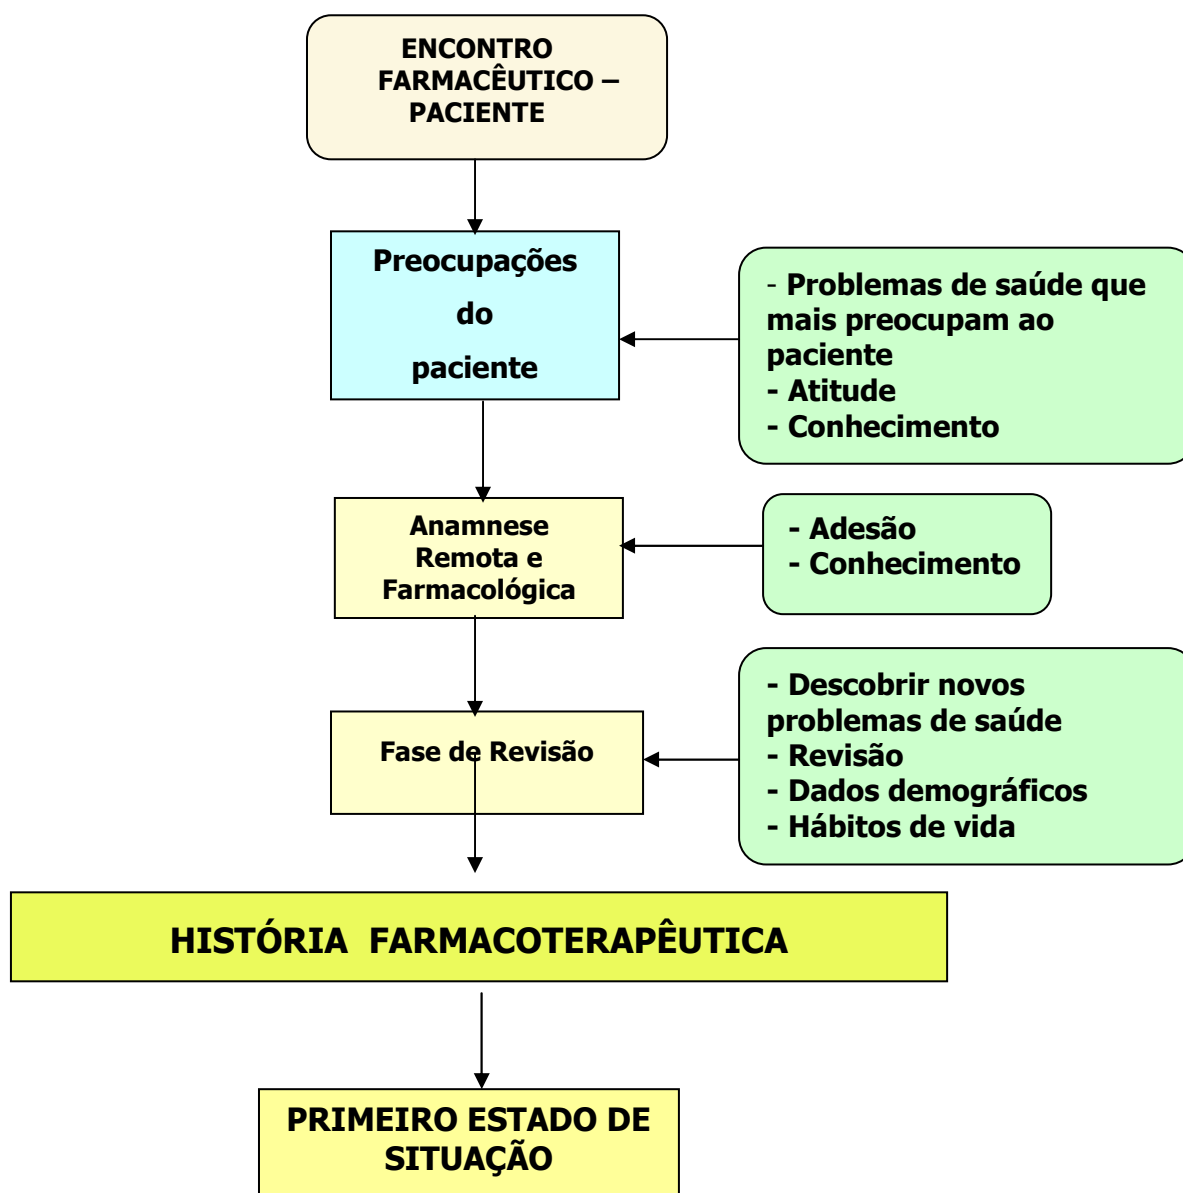 ENCONTRO
FARMACÊUTICO –
PACIENTE
Preocupações
do
paciente
- Problemas de saúde que
mais preocupam ao
paciente
- Atitude
- Conhecimento
Anamnese
Remota e
Farmacológica
- Adesão
- Conhecimento
Fase de Revisão
- Descobrir novos
problemas de saúde
- Revisão
- Dados demográficos
- Hábitos de vida
HISTÓRIA FARMACOTERAPÊUTICA
PRIMEIRO ESTADO DE
SITUAÇÃO